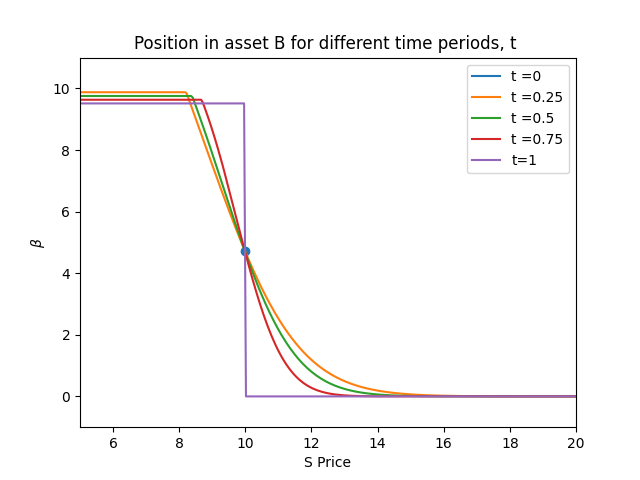 Position in asset B for different time periods, t
t =0
t =0.25
t =0.5
t =0.75
t=1
10
8
6
4
2
0
β
6 8 10 12 14 16 18 20
S Price